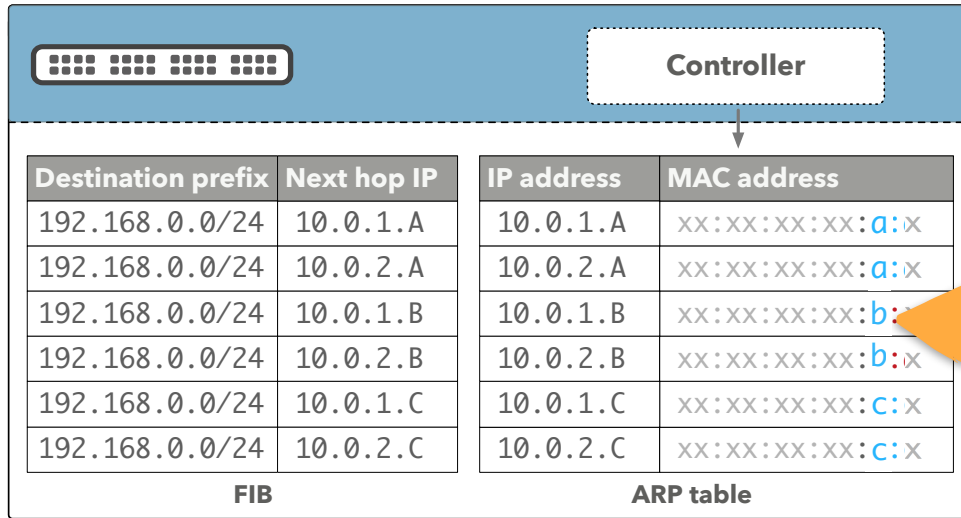 Controller
Destination prefix Next hop IP IP address MAC address
192.168.0.0/24 10.0.1.A 10.0.1.A xx:xx:xx:xx:a:x
192.168.0.0/24 10.0.2.A 10.0.2.A xx:xx:xx:xx:a:x
192.168.0.0/24 10.0.1.B 10.0.1.B xx:xx:xx:xx:b:
192.168.0.0/24 10.0.2.B 10.0.2.B xx:xx:xx:xx:b:x
192.168.0.0/24 10.0.1.C 10.0.1.C xx:xx:xx:xx:c:x
192.168.0.0/24 10.0.2.C 10.0.2.C xx:xx:xx:xx:c:x
FIB ARP table